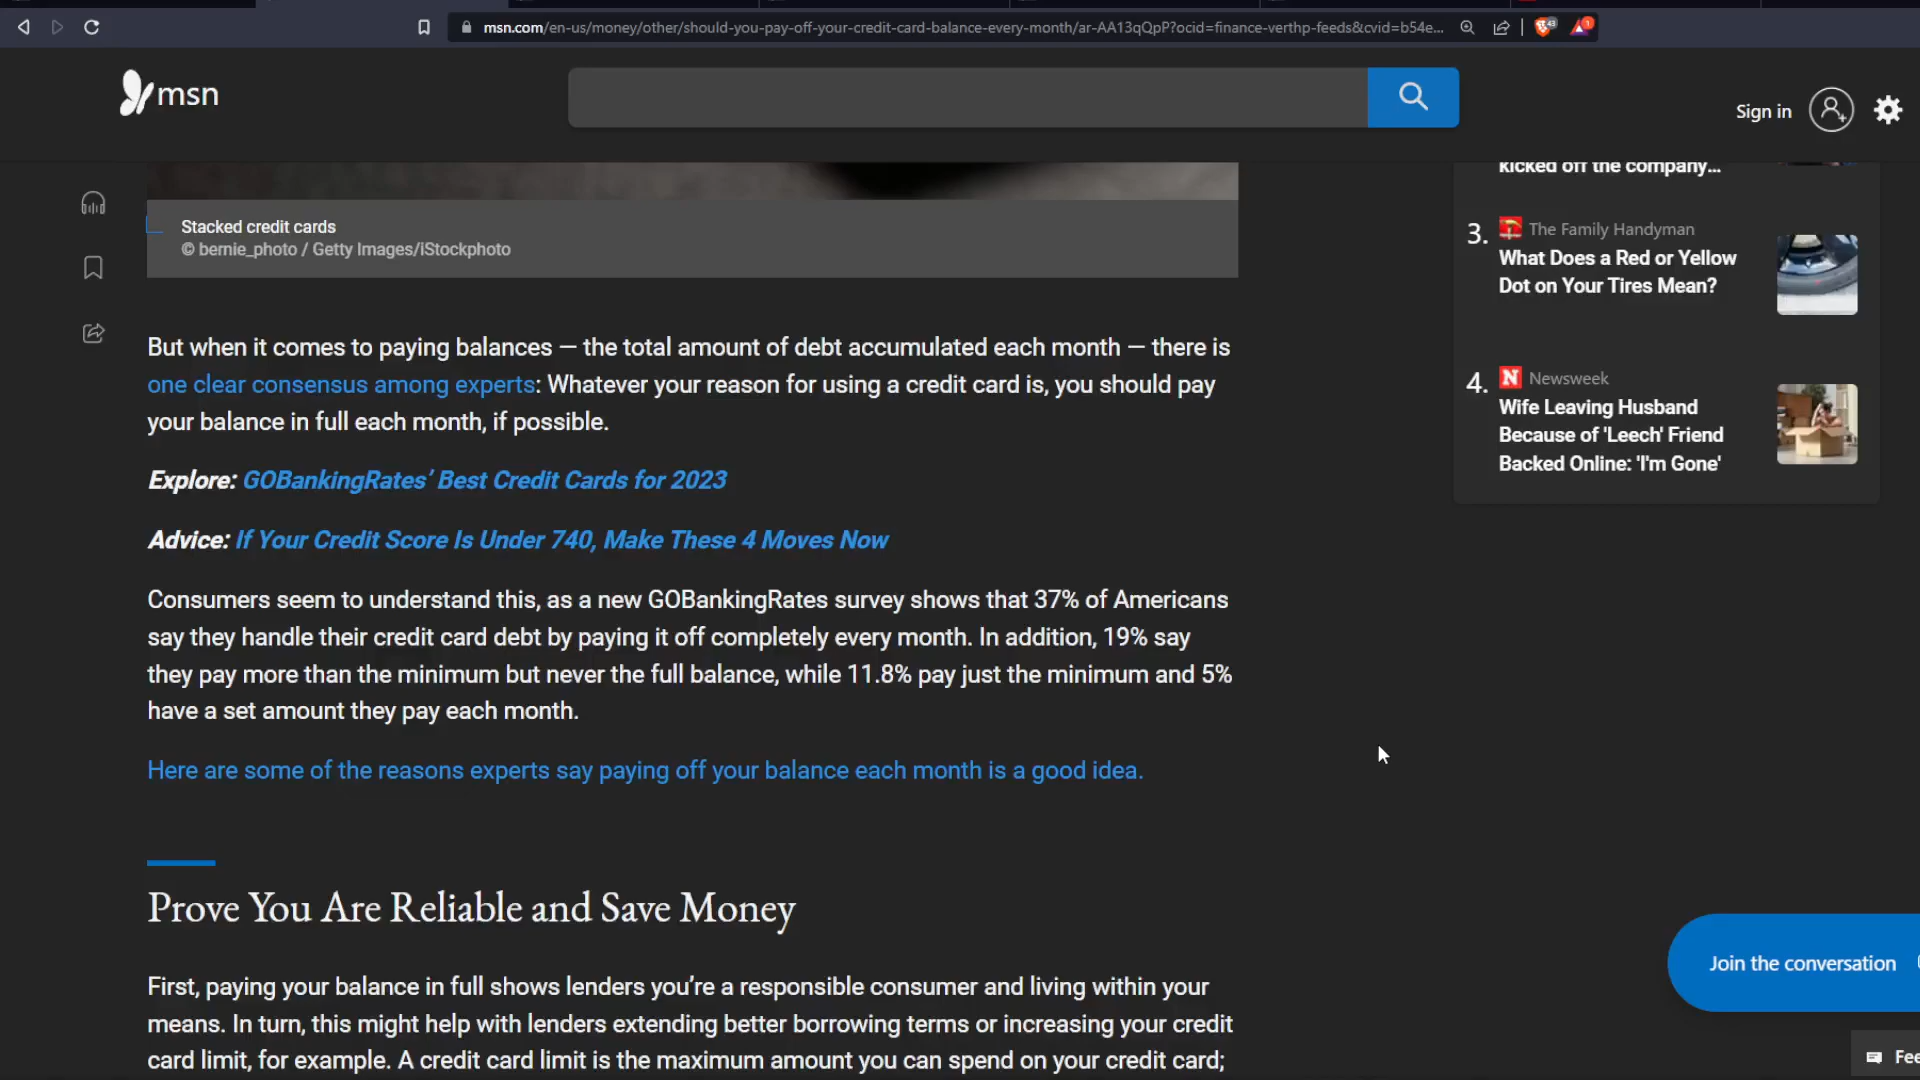 msn.com/en-us/money/other/should-you-pay-off-your-credit-card-balance-every-month/ar-AA13qQpP?ocid=finance-verthp-feeds&cvid=b54e...
43
1
msn
Sign in
kicked off the company...
Stacked credit cards
© bernie_photo / Getty Images/iStockphoto
3.
The Family Handyman
What Does a Red or Yellow
Dot on Your Tires Mean?
4.
N
Newsweek
Wife Leaving Husband
Because of 'Leech' Friend
Backed Online: 'I'm Gone'
But when it comes to paying balances — the total amount of debt accumulated each month — there is
one clear consensus among experts: Whatever your reason for using a credit card is, you should pay
your balance in full each month, if possible.
Explore: GOBankingRates’ Best Credit Cards for 2023
Advice: If Your Credit Score Is Under 740, Make These 4 Moves Now
Consumers seem to understand this, as a new GOBankingRates survey shows that 37% of Americans
say they handle their credit card debt by paying it off completely every month. In addition, 19% say
they pay more than the minimum but never the full balance, while 11.8% pay just the minimum and 5%
have a set amount they pay each month.
Here are some of the reasons experts say paying off your balance each month is a good idea.
Prove You Are Reliable and Save Money
First, paying your balance in full shows lenders you’re a responsible consumer and living within your
means. In turn, this might help with lenders extending better borrowing terms or increasing your credit
card limit, for example. A credit card limit is the maximum amount you can spend on your credit card;
Join the conversation
Fee